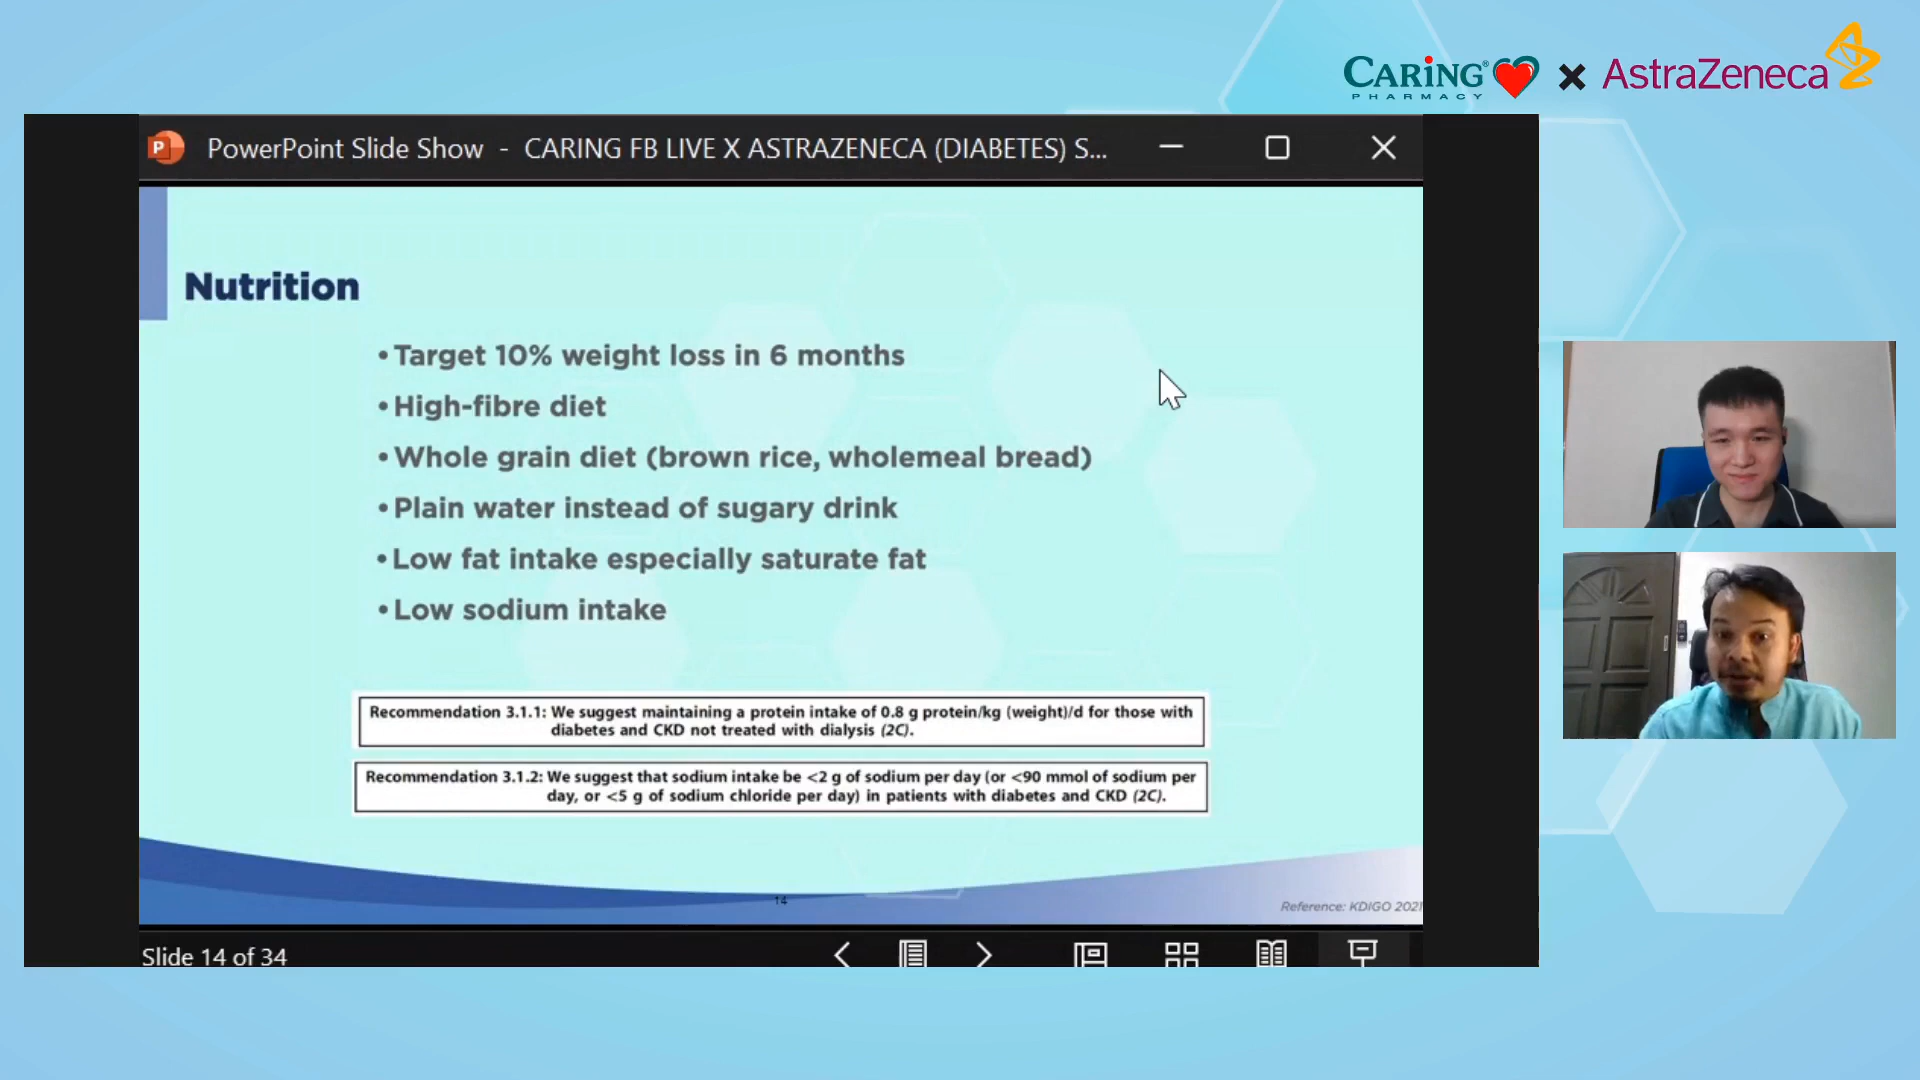 CARiNG®
PHARMACY
X
AstraZeneca
PowerPoint Slide Show - CARING FB LIVE X ASTRAZENECA (DIABETES) S...
Nutrition
• Target 10% weight loss in 6 months
• High-fibre diet
• Whole grain diet (brown rice, wholemeal bread)
• Plain water instead of sugary drink
• Low fat intake especially saturate fat
• Low sodium intake
Recommendation 3.1.1: We suggest maintaining a protein intake of 0.8 g protein/kg (weight)/d for those with
diabetes and CKD not treated with dialysis (2C).
Recommendation 3.1.2: We suggest that sodium intake be <2 g of sodium per day (or <90 mmol of sodium per
day, or <5 g of sodium chloride per day) in patients with diabetes and CKD (2C).
14
Reference: KDIGO 2021
Slide 14 of 34